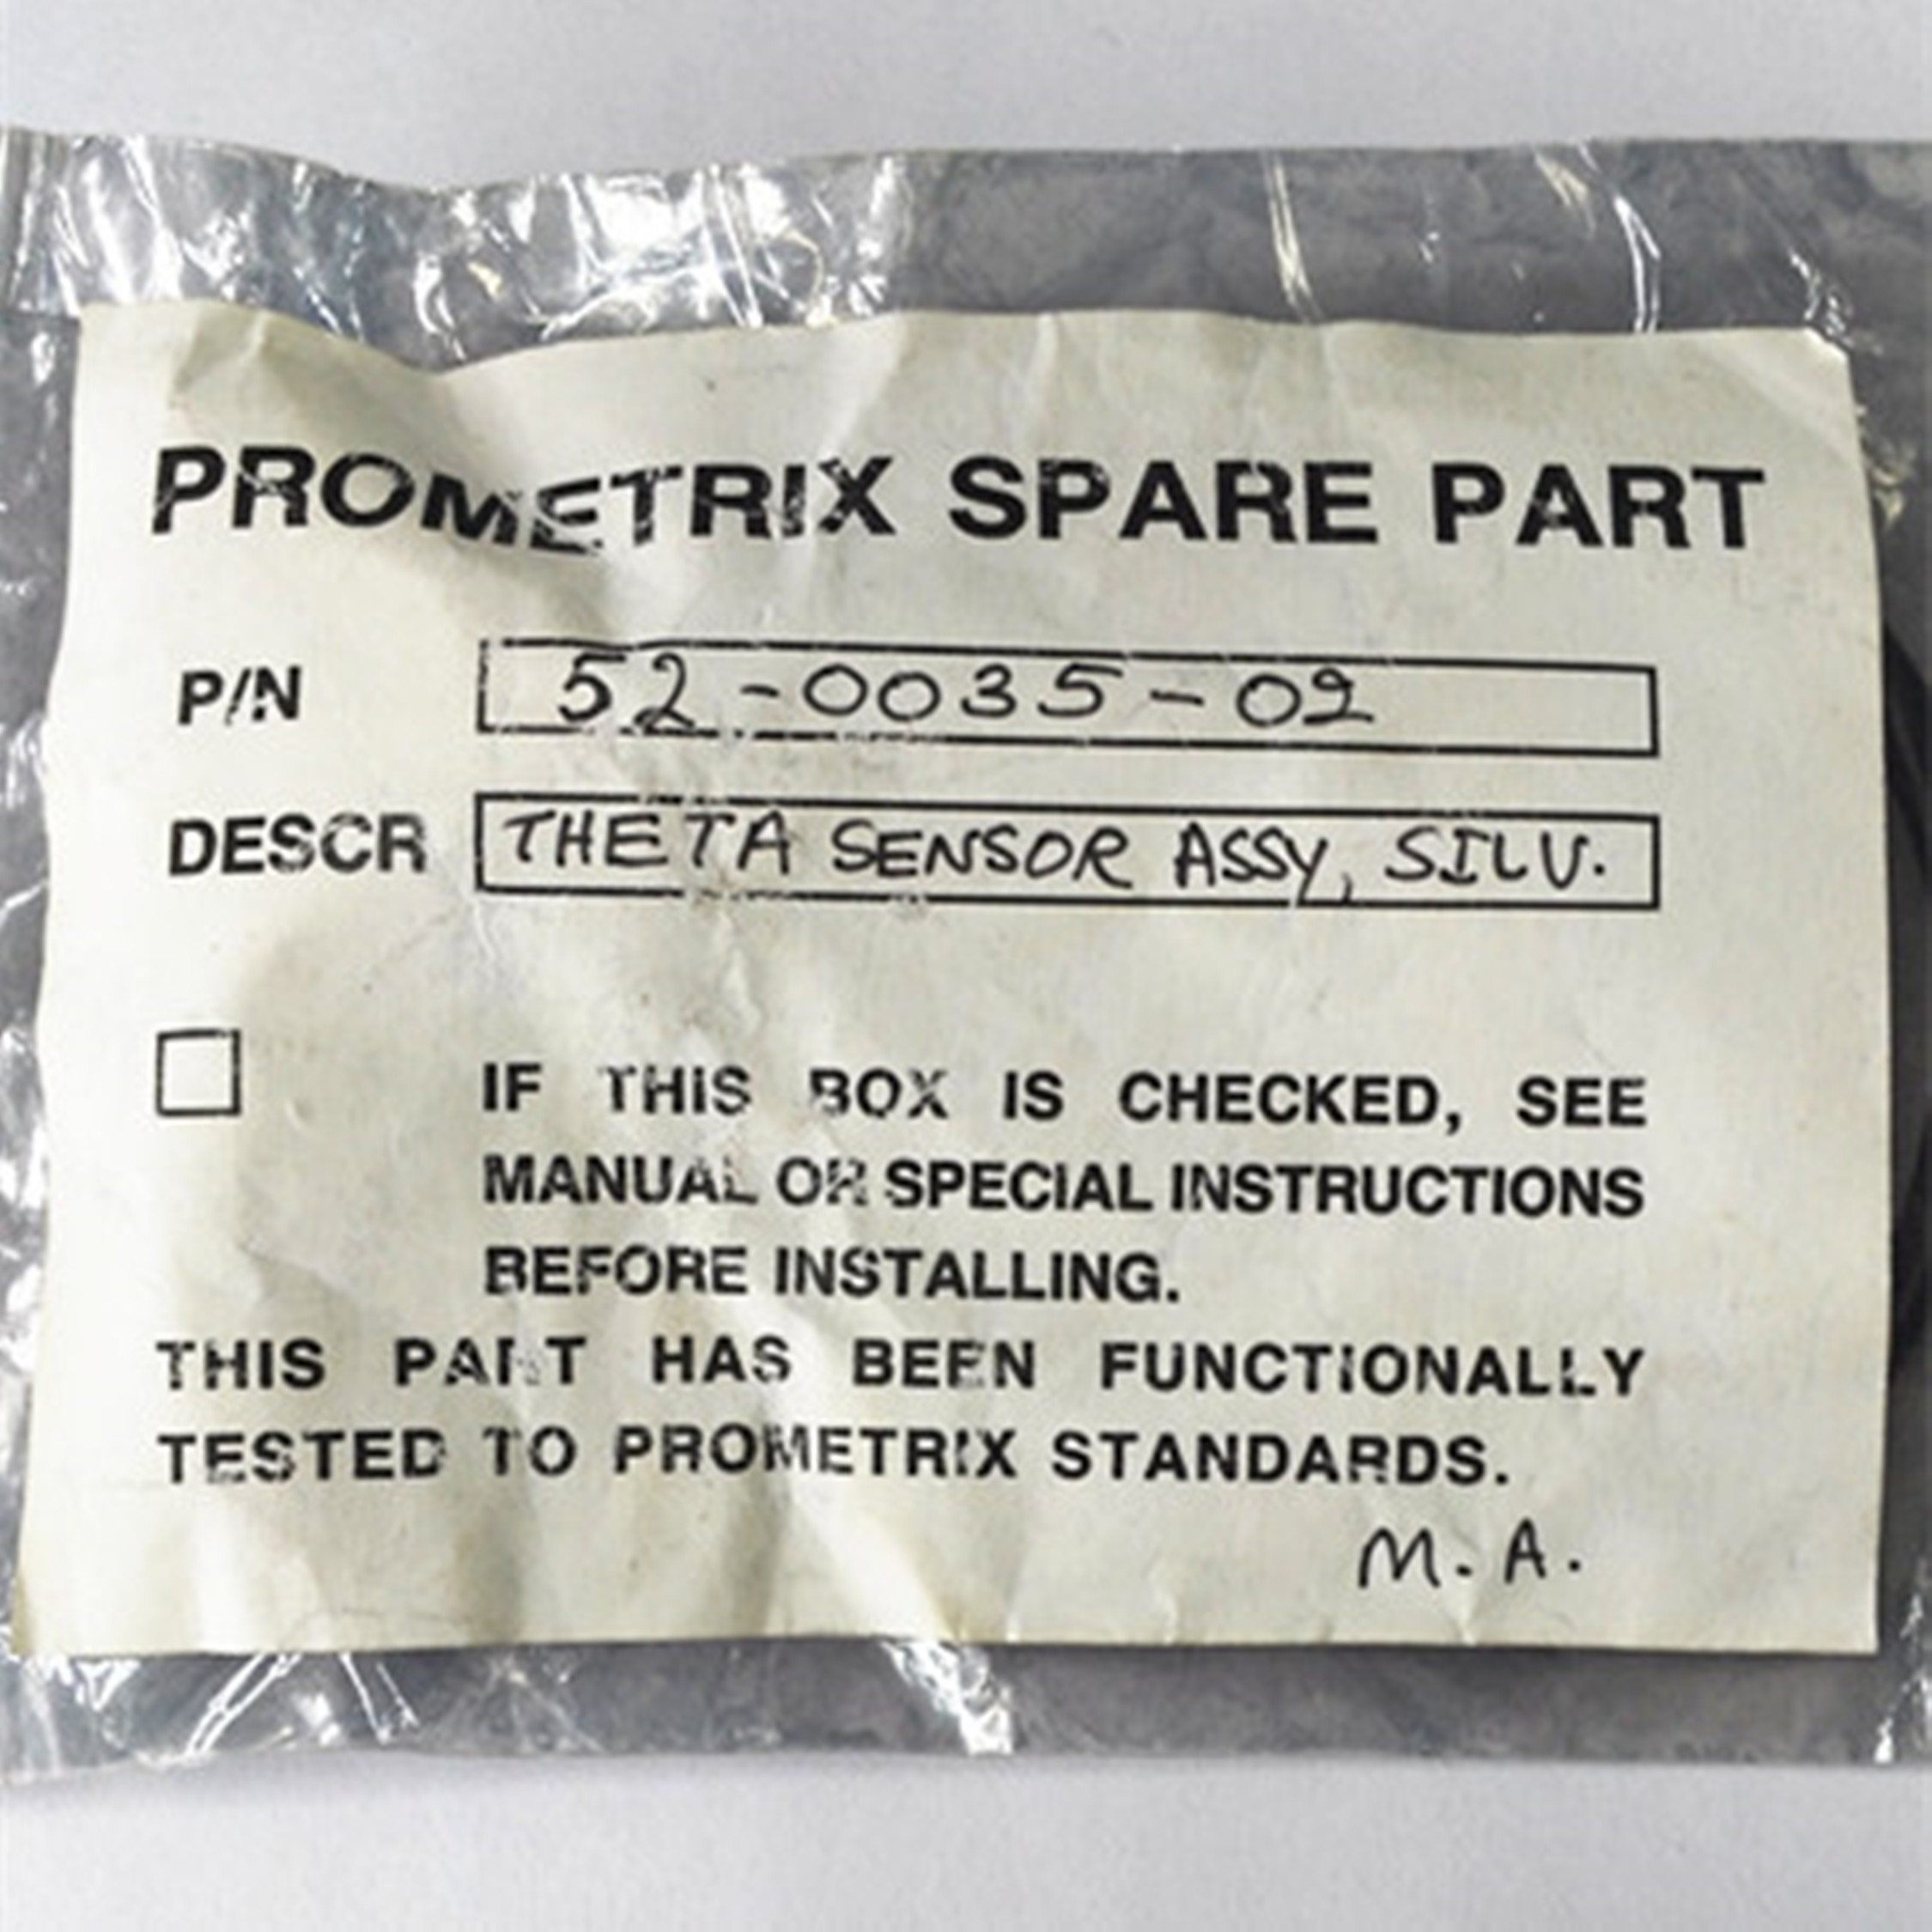 PROMETRIX SPARE PART
P/N 52-0035-02
DESCR THETA SENSOR ASSY, SILV.
IF THIS BOX IS CHECKED, SEE
MANUAL OR SPECIAL INSTRUCTIONS
BEFORE INSTALLING.
THIS PART HAS BEEN FUNCTIONALLY
TESTED TO PROMETRIX STANDARDS.
M. A.